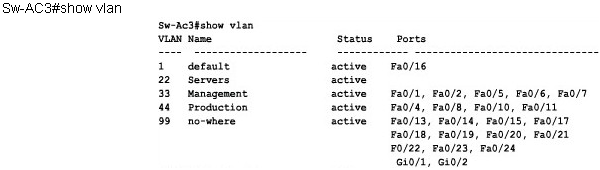 Sw-AC3#show vlan
Sw-Ac3#show vlan
VLAN Name Status Ports
---- ------------------- ------------ ------------------------------
1 default active Fa0/16
22 Servers active
33 Management active Fa0/1, Fa0/2, Fa0/5, Fa0/6, Fa0/7
44 Production active Fa0/4, Fa0/8, Fa0/10, Fa0/11
99 no-where active Fa0/13, Fa0/14, Fa0/15, Fa0/17
Fa0/18, Fa0/19, Fa0/20, Fa0/21
F0/22, Fa0/23, Fa0/24
Gi0/1, Gi0/2